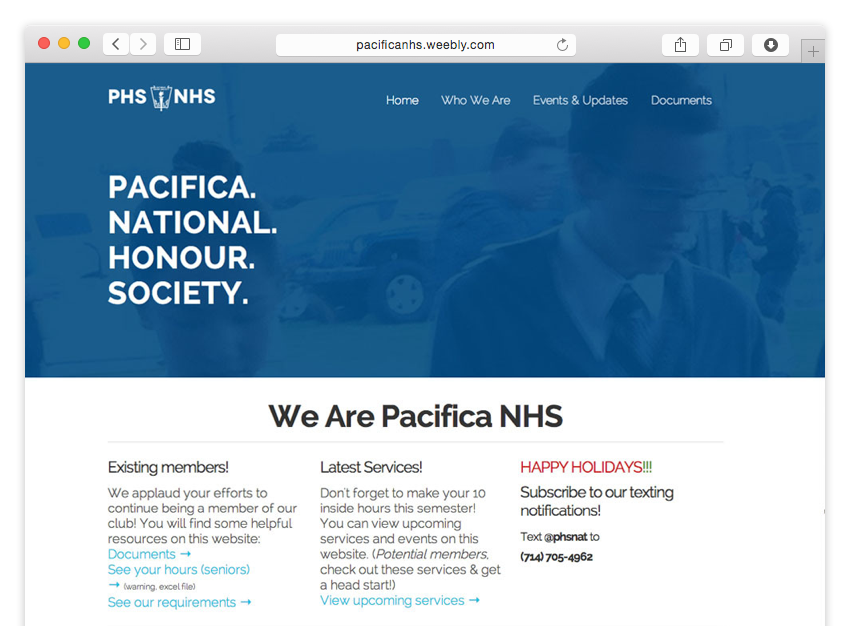 pacificanhs.weebly.com
PHS NHS
Home Who We Are Events & Updates Documents
PACIFICA.
NATIONAL.
HONOUR.
SOCIETY.
We Are Pacifica NHS
Existing members!
We applaud your efforts to
continue being a member of our
club! You will find some helpful
resources on this website:
Documents →
See your hours (seniors)
→ (warning, excel file)
See our requirements →
Latest Services!
Don't forget to make your 10
inside hours this semester!
You can view upcoming
services and events on this
website. (Potential members,
check out these services & get
a head start!)
View upcoming services →
HAPPY HOLIDAYS!!!
Subscribe to our texting
notifications!
Text @phsnat to
(714) 705-4962